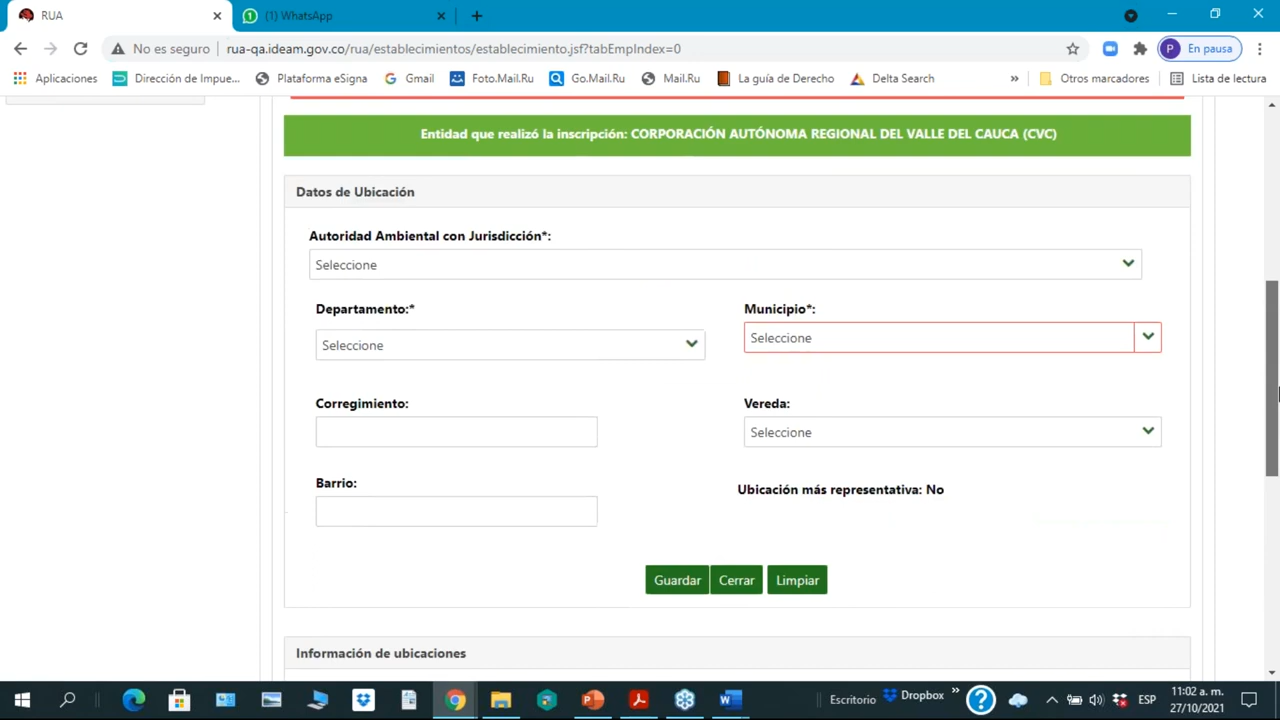 RUA
(1) WhatsApp
No es seguro
rua-qa.ideam.gov.co/rua/establecimientos/establecimiento.jsf?tabEmpIndex=0
P En pausa
Aplicaciones
Dirección de Impue...
Plataforma eSigna
Gmail
Foto.Mail.Ru
Go.Mail.Ru
Mail.Ru
La guía de Derecho
Delta Search
»
Otros marcadores
Lista de lectura
Entidad que realizó la inscripción: CORPORACIÓN AUTÓNOMA REGIONAL DEL VALLE DEL CAUCA (CVC)
Datos de Ubicación
Autoridad Ambiental con Jurisdicción*:
Seleccione
Departamento:*
Municipio*:
Seleccione
Seleccione
Corregimiento:
Vereda:
Seleccione
Barrio:
Ubicación más representativa: No
Guardar
Cerrar
Limpiar
Información de ubicaciones
Escritorio
Dropbox
»
ESP
11:02 a. m.
27/10/2021